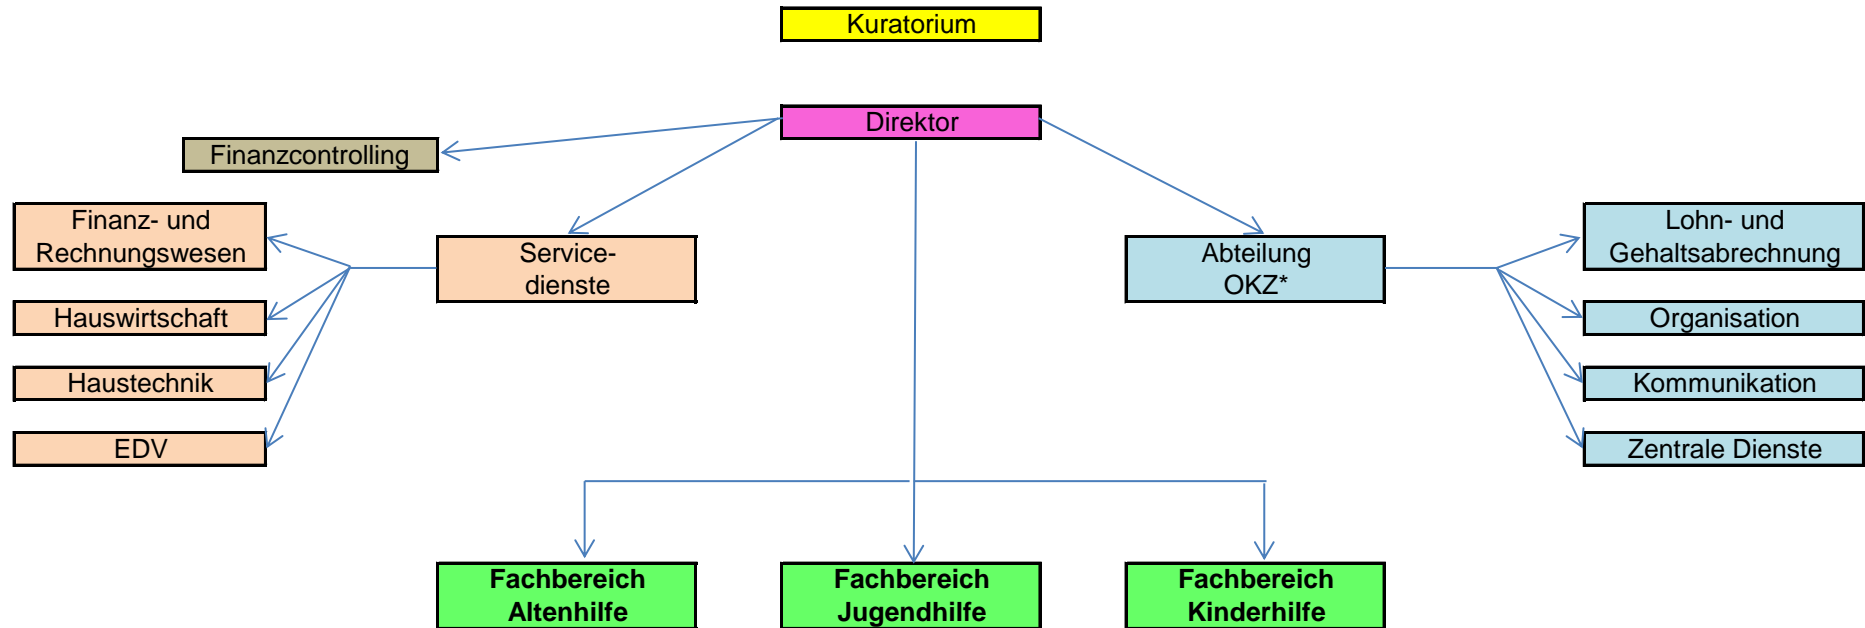 Kuratorium
Direktor
Finanzcontrolling
Finanz- und
Rechnungswesen
Service-
dienste
Abteilung
OKZ*
Lohn- und
Gehaltsabrechnung
Hauswirtschaft
Organisation
Haustechnik
Kommunikation
EDV
Zentrale Dienste
Fachbereich
Altenhilfe
Fachbereich
Jugendhilfe
Fachbereich
Kinderhilfe